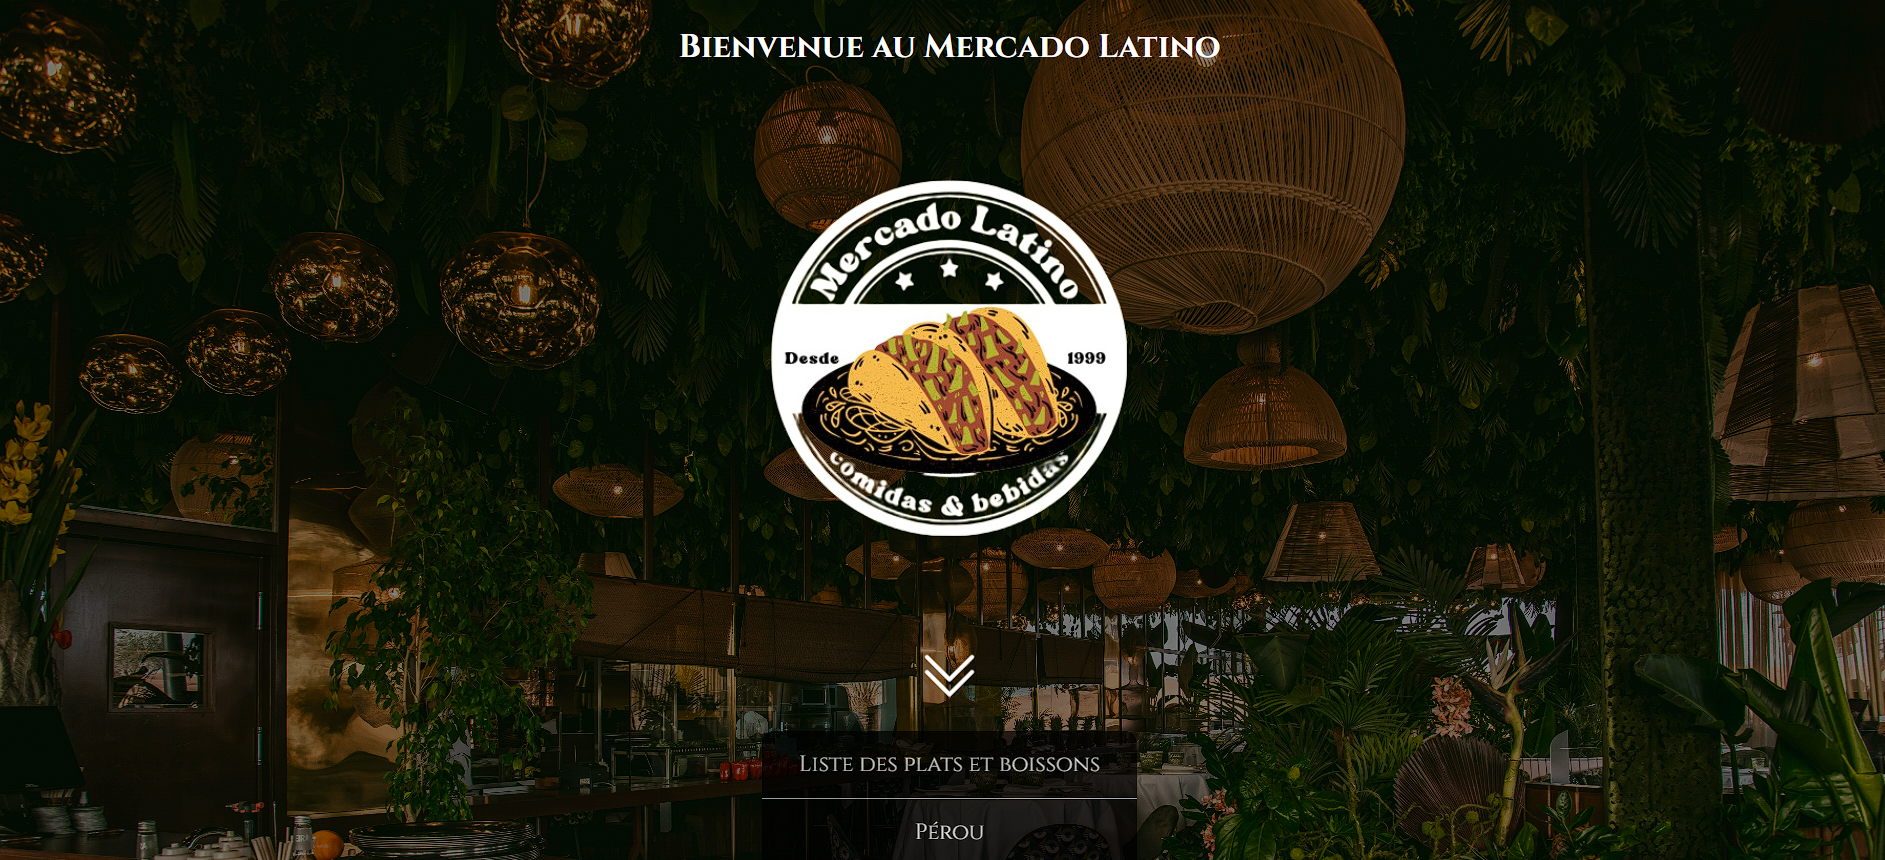 Bienvenue au Mercado Latino
Mercado Latino
Desde 1999
comidas & bebidas
Liste des plats et boissons
Pérou